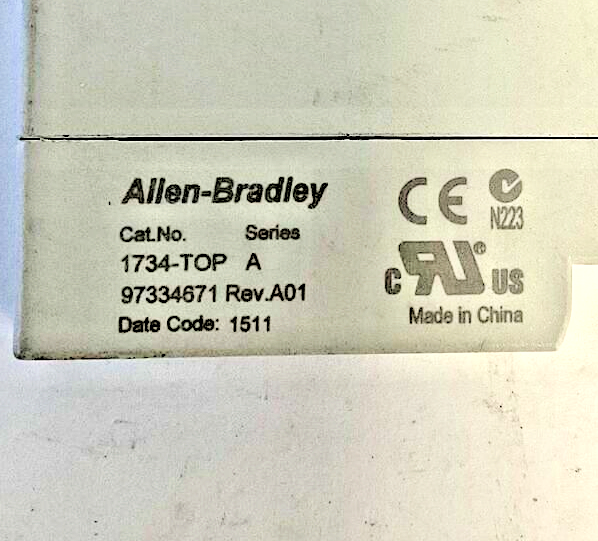 Allen-Bradley
Cat.No. Series
1734-TOP A
97334671 Rev.A01
Date Code: 1511
CE
N223
c RU ® US
Made in China